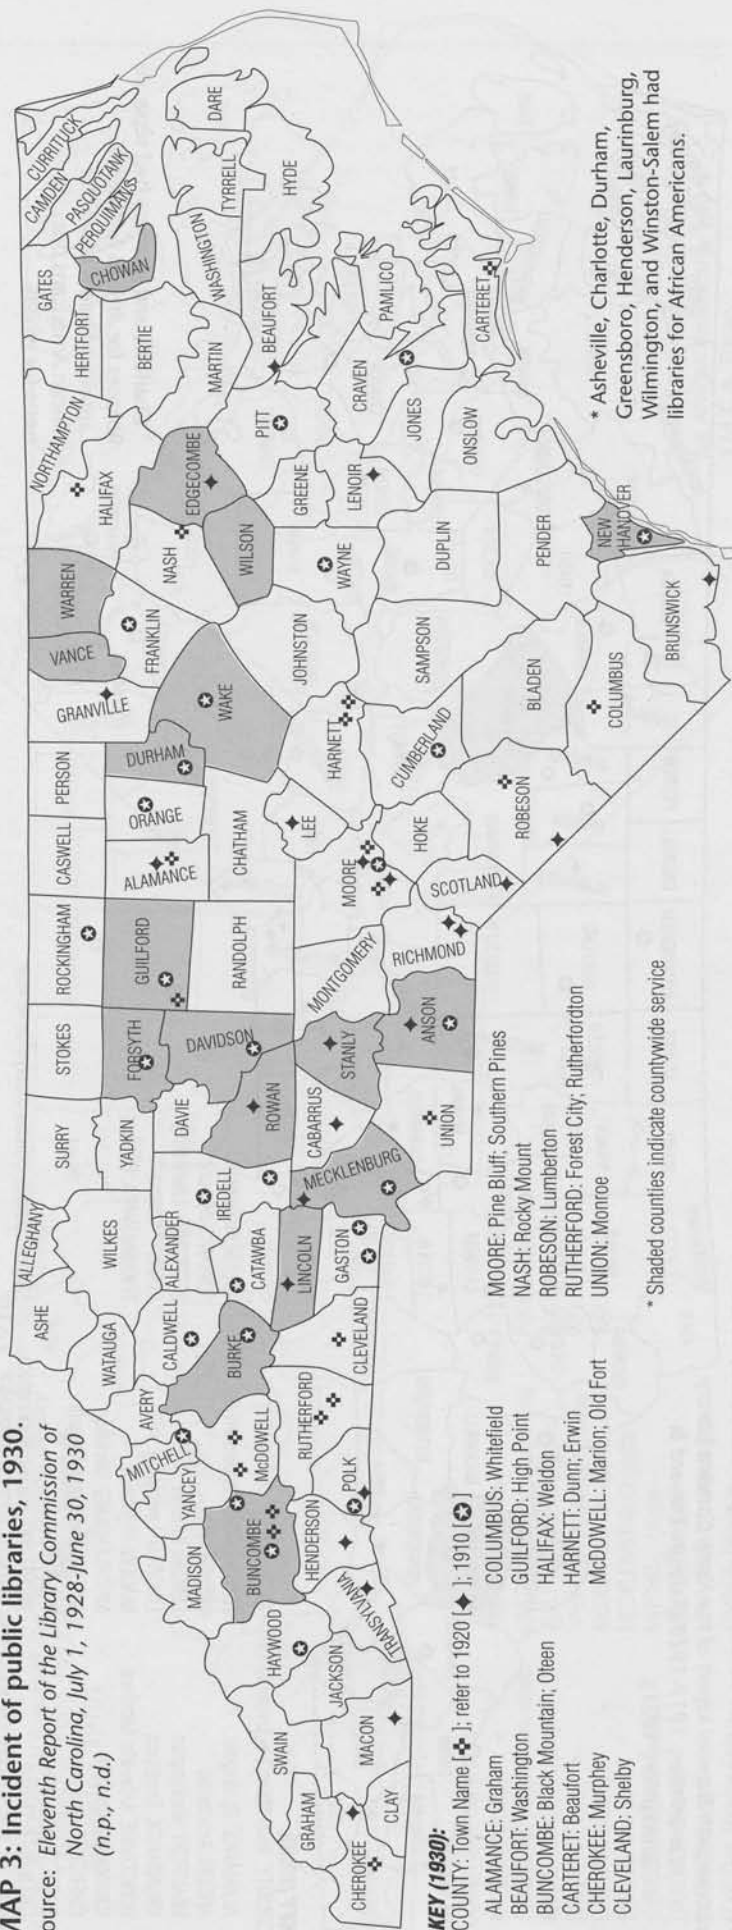 MAP 3: Incident of public libraries, 1930.
ource: Eleventh Report of the Library Commission of
North Carolina, July 1, 1928-June 30, 1930
(n.p., n.d.)
CURRITUCK
CAMDEN
PASQUOTANK
PERQUIMANS
GATES
CHOWAN
HERTFORT
BERTIE
NORTHAMPTON
HALIFAX
WARREN
VANCE
GRANVILLE
PERSON
CASWELL
ROCKINGHAM
STOKES
SURRY
ALLEGHANY
ASHE
WATAUGA
WILKES
YADKIN
FORSYTH
GUILFORD
ALAMANCE
ORANGE
DURHAM
FRANKLIN
NASH
EDGECOMBE
MARTIN
WASHINGTON
TYRRELL
DARE
HYDE
BEAUFORT
PITT
WILSON
WAKE
CHATHAM
RANDOLPH
DAVIDSON
DAVIE
IREDELL
ALEXANDER
CALDWELL
AVERY
MITCHELL
YANCEY
MADISON
BUNCOMBE
McDOWELL
BURKE
CATAWBA
LINCOLN
ROWAN
CABARRUS
STANLY
MONTGOMERY
MOORE
LEE
HARNETT
JOHNSTON
WAYNE
GREENE
LENOIR
CRAVEN
PAMLICO
CARTERET
JONES
ONSLOW
DUPLIN
SAMPSON
CUMBERLAND
HOKE
SCOTLAND
RICHMOND
ANSON
UNION
MECKLENBURG
GASTON
CLEVELAND
RUTHERFORD
POLK
HENDERSON
TRANSYLVANIA
HAYWOOD
JACKSON
SWAIN
MACON
GRAHAM
CLAY
CHEROKEE
ROBESON
BLADEN
COLUMBUS
BRUNSWICK
PENDER
NEW
HANOVER
* Asheville, Charlotte, Durham,
Greensboro, Henderson, Laurinburg,
Wilmington, and Winston-Salem had
libraries for African Americans.
KEY (1930):
COUNTY: Town Name [✤]; refer to 1920 [✦]; 1910 [✪]
ALAMANCE: Graham
BEAUFORT: Washington
BUNCOMBE: Black Mountain; Oteen
CARTERET: Beaufort
CHEROKEE: Murphey
CLEVELAND: Shelby
COLUMBUS: Whitefield
GUILFORD: High Point
HALIFAX: Weldon
HARNETT: Dunn; Erwin
McDOWELL: Marion; Old Fort
MOORE: Pine Bluff; Southern Pines
NASH: Rocky Mount
ROBESON: Lumberton
RUTHERFORD: Forest City; Rutherfordton
UNION: Monroe
* Shaded counties indicate countywide service